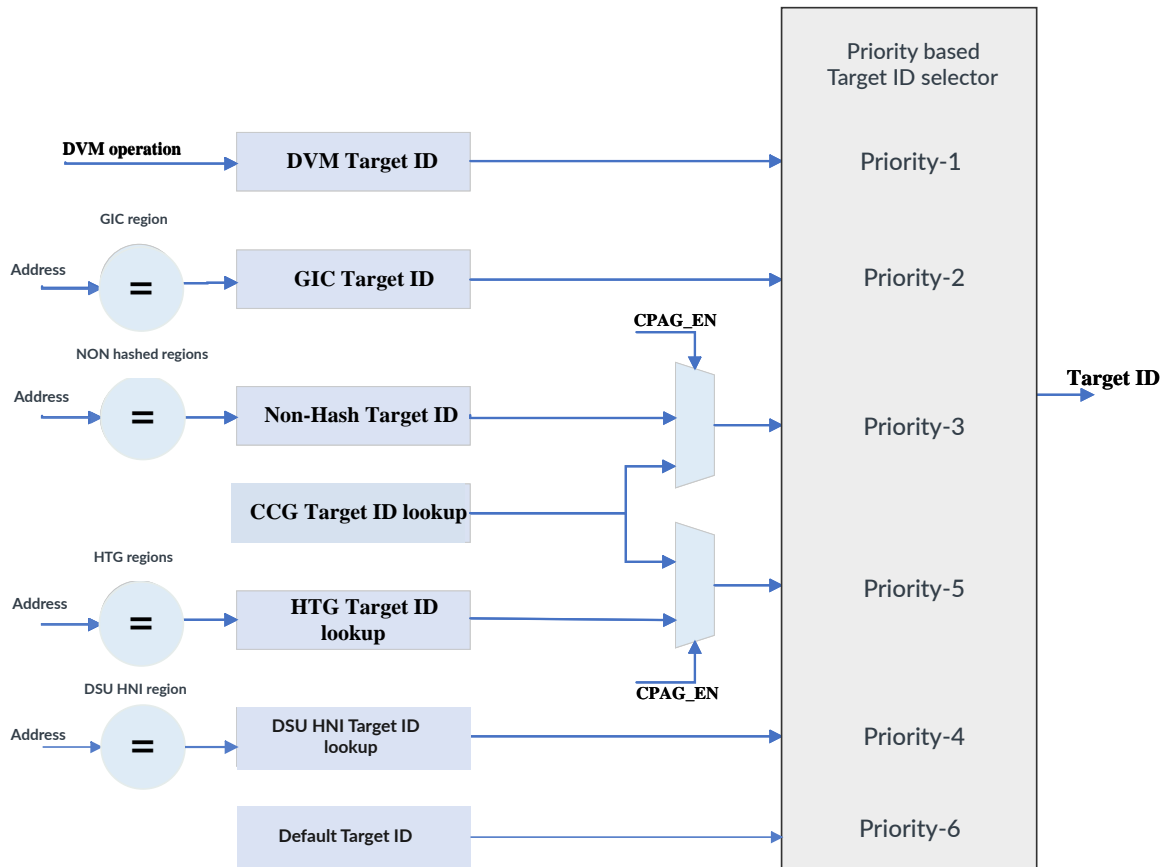 Priority based
Target ID selector
DVM operation
DVM Target ID
Priority-1
GIC region
Address
=
GIC Target ID
Priority-2
CPAG_EN
NON hashed regions
Address
=
Non-Hash Target ID
Priority-3
Target ID
CCG Target ID lookup
HTG regions
Address
=
HTG Target ID
lookup
Priority-5
CPAG_EN
DSU HNI region
Address
=
DSU HNI Target ID
lookup
Priority-4
Default Target ID
Priority-6